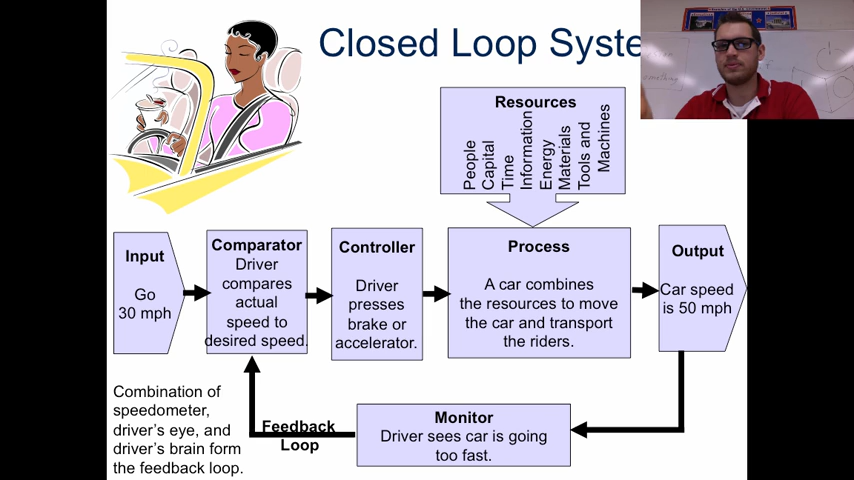 Closed Loop Syste
Resources
People
Capital
Time
Information
Energy
Materials
Tools and
Machines
Input
Go
30 mph
Comparator
Driver
compares
actual
speed to
desired speed.
Controller
Driver
presses
brake or
accelerator.
Process
A car combines
the resources to move
the car and transport
the riders.
Output
Car speed
is 50 mph
Combination of
speedometer,
driver's eye, and
driver's brain form
the feedback loop.
Feedback
Loop
Monitor
Driver sees car is going
too fast.